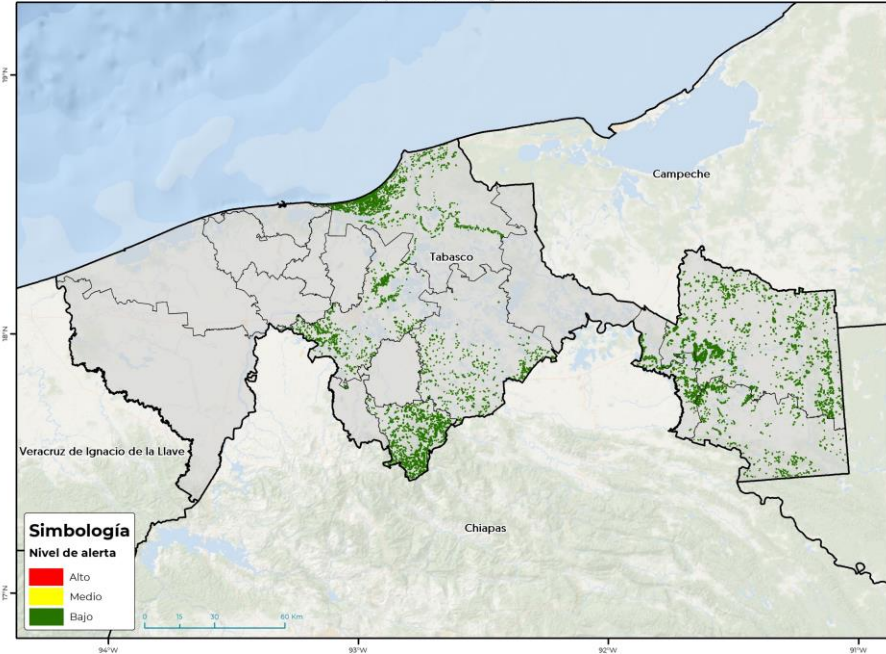 19°N
Campeche
Tabasco
18°N
Veracruz de Ignacio de la Llave
Chiapas
Simbología
Nivel de alerta
Alto
Medio
Bajo
0 15 30 60 Km
17°N
94°W 93°W 92°W 91°W